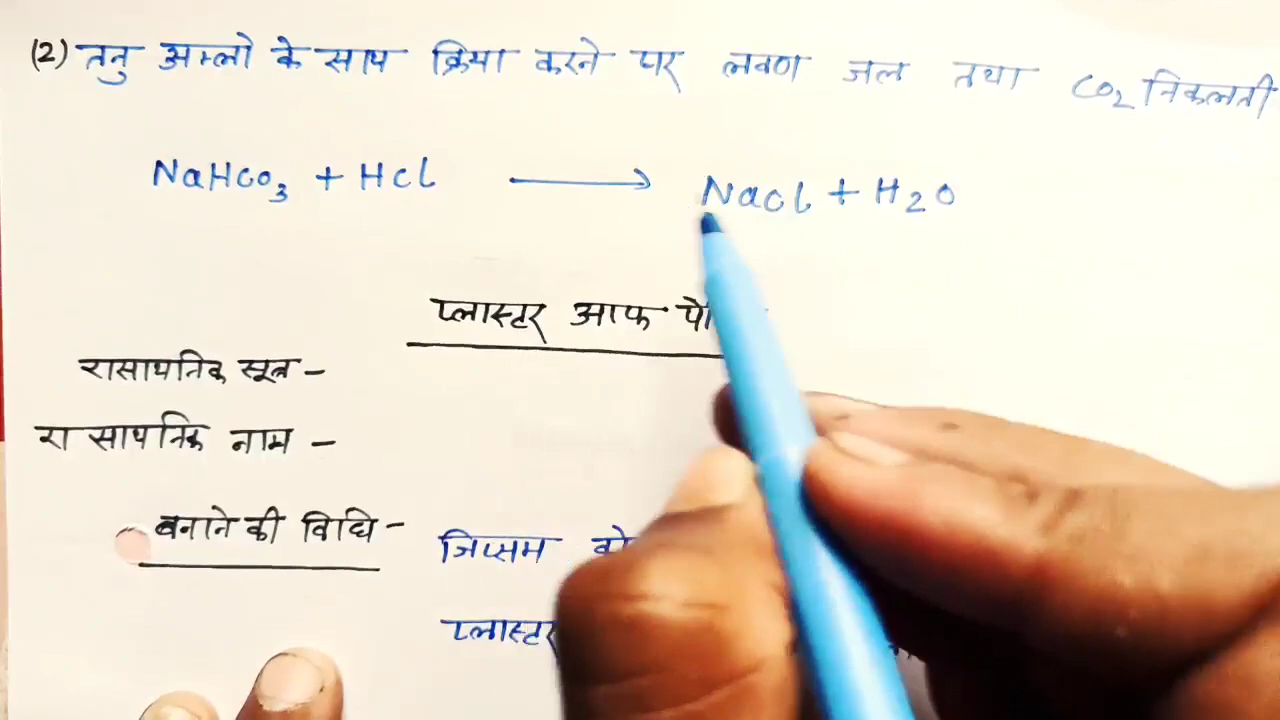 (2) तनु अम्लो के साथ क्रिया करने पर लवण जल तथा CO₂ निकलती
NaHCO₃ + HCl ⟶ NaCl + H₂O
प्लास्टर आफ
रासायनिक सूत्र -
रासायनिक नाम -
बनाने की विधि -
जिप्सम
प्लास्टर